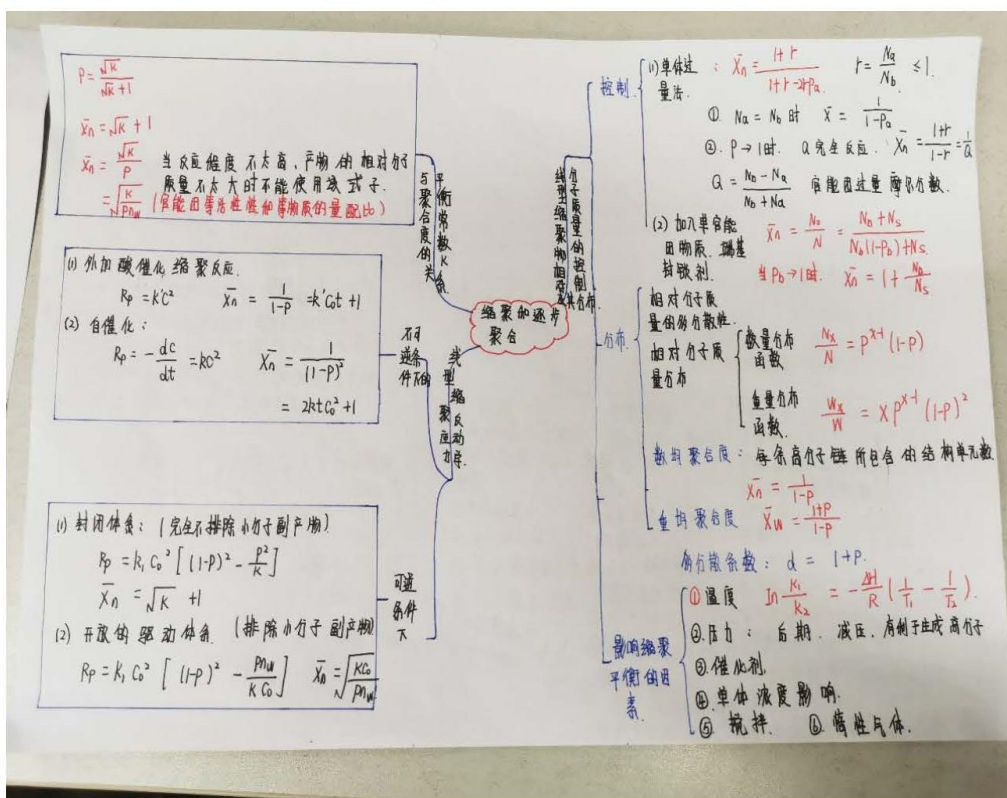 缩聚和逐步
聚合
平衡常数K
与聚合度的关系
P = √K / (√K + 1)
X̄n = √K + 1
X̄n = √K / P 当反应程度不太高,产物的相对分子
质量不太大时不能使用该式子.
= √(K / Pnw) (官能团等活性性和等物质的量配比)
线型缩聚反应动力学
不可逆条件下的
(1) 外加酸催化缩聚反应.
Rp = k'C² X̄n = 1/(1-P) = k'C₀t + 1
(2) 自催化:
Rp = -dc/dt = kC² X̄n = 1/(1-P)²
= 2ktC₀² + 1
可逆条件下
(1) 封闭体系: (完全不排除小分子副产物)
Rp = k₁C₀² [(1-P)² - P²/K]
X̄n = √K + 1
(2) 开放的驱动体系. (排除小分子副产物)
Rp = K₁C₀² [(1-P)² - Pnw/KC₀] X̄n = √(KC₀/Pnw)
线型缩聚物相对
分子质量的控制
及其分布
控制
(1) 单体过
量法. : X̄n = (1+r)/(1+r-2rPa) r = Na/Nb ≤ 1.
①. Na = Nb 时 X̄ = 1/(1-Pa)
②. P → 1时. a完全反应. X̄n = (1+r)/(1-r) = 1/Q
Q = (Nb-Na)/(Nb+Na) 官能团过量摩尔分数.
(2) 加入单官能
团物质.端基
封锁剂. X̄n = N₀/N = (Nb+Ns)/(Nb(1-Pb)+Ns)
当Pb→1时. X̄n = 1 + Nb/Ns
分布
相对分子质
量的多分散性.
相对分子质
量分布
数量分布
函数 Nx/N = P^(x-1)(1-P)
重量分布
函数. Wx/W = xP^(x-1)(1-P)²
数均聚合度: 每条高分子链所包含的结构单元数
X̄n = 1/(1-P)
重均聚合度 X̄w = (1+P)/(1-P)
多分散系数: d = 1+P.
影响缩聚
平衡的因
素.
①温度 ln K₁/K₂ = -ΔH/R (1/T₁ - 1/T₂).
②.压力: 后期. 减压. 有利于生成高分子
③.催化剂.
④.单体浓度影响.
⑤ 搅拌. ⑥ 惰性气体.